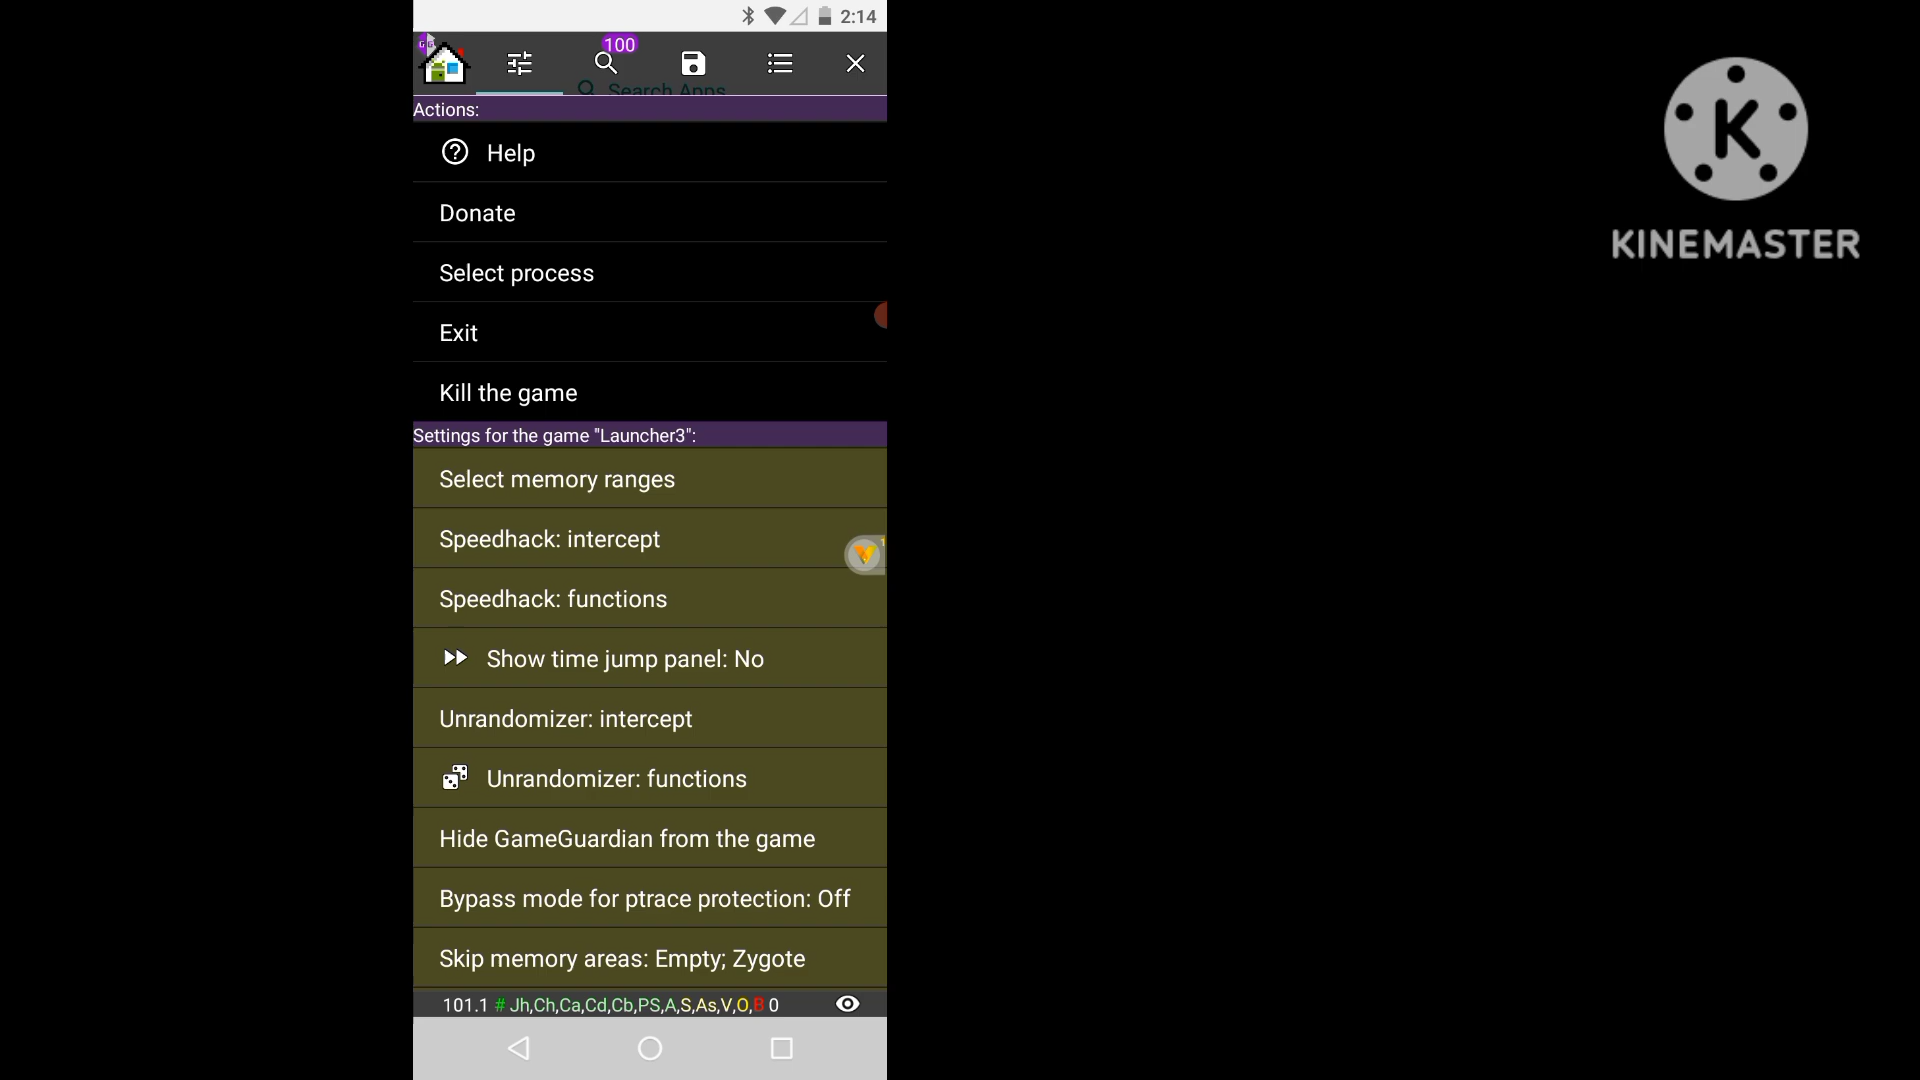 2:14
100
Search Apps
Actions:
Help
Donate
Select process
Exit
Kill the game
Settings for the game "Launcher3":
Select memory ranges
Speedhack: intercept
Speedhack: functions
Show time jump panel: No
Unrandomizer: intercept
Unrandomizer: functions
Hide GameGuardian from the game
Bypass mode for ptrace protection: Off
Skip memory areas: Empty; Zygote
101.1 # Jh,Ch,Ca,Cd,Cb,PS,A,S,As,V,O,B 0
K
KINEMASTER